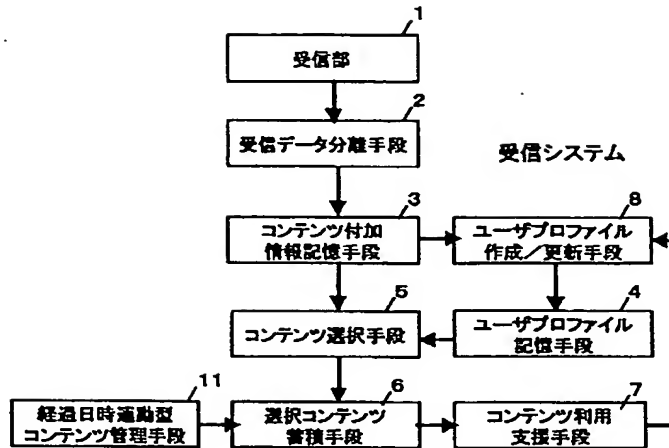 1
受信部
2
受信データ分離手段
受信システム
3
コンテンツ付加
情報記憶手段
8
ユーザプロファイル
作成/更新手段
5
コンテンツ選択手段
4
ユーザプロファイル
記憶手段
11
経過日時連動型
コンテンツ管理手段
6
選択コンテンツ
蓄積手段
7
コンテンツ利用
支援手段